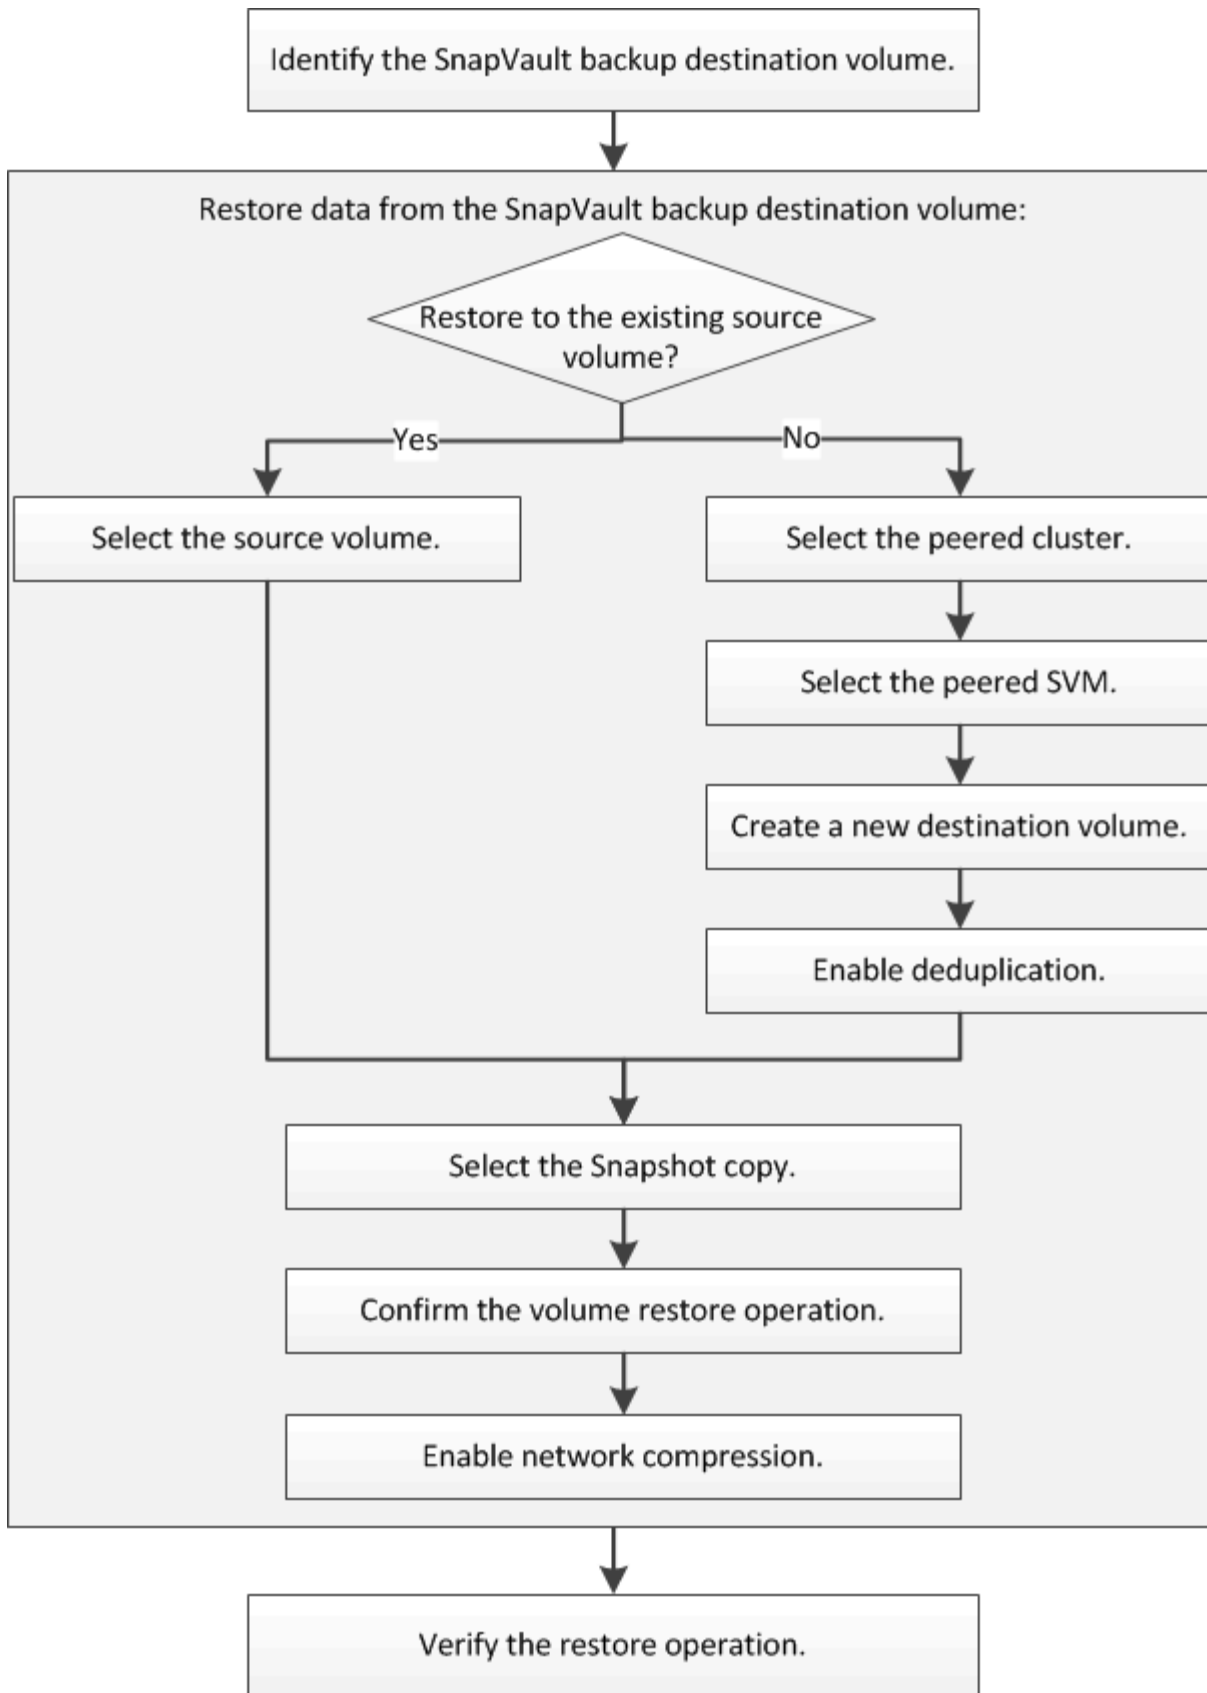 Identify the SnapVault backup destination volume.
Restore data from the SnapVault backup destination volume:
Restore to the existing source
volume?
Yes
No
Select the source volume.
Select the peered cluster.
Select the peered SVM.
Create a new destination volume.
Enable deduplication.
Select the Snapshot copy.
Confirm the volume restore operation.
Enable network compression.
Verify the restore operation.